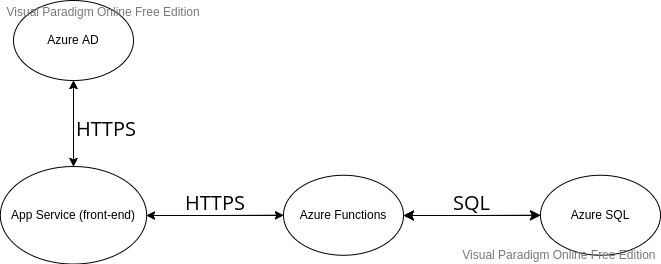 Visual Paradigm Online Free Edition
Azure AD
HTTPS
App Service (front-end)
HTTPS
Azure Functions
SQL
Azure SQL
Visual Paradigm Online Free Edition